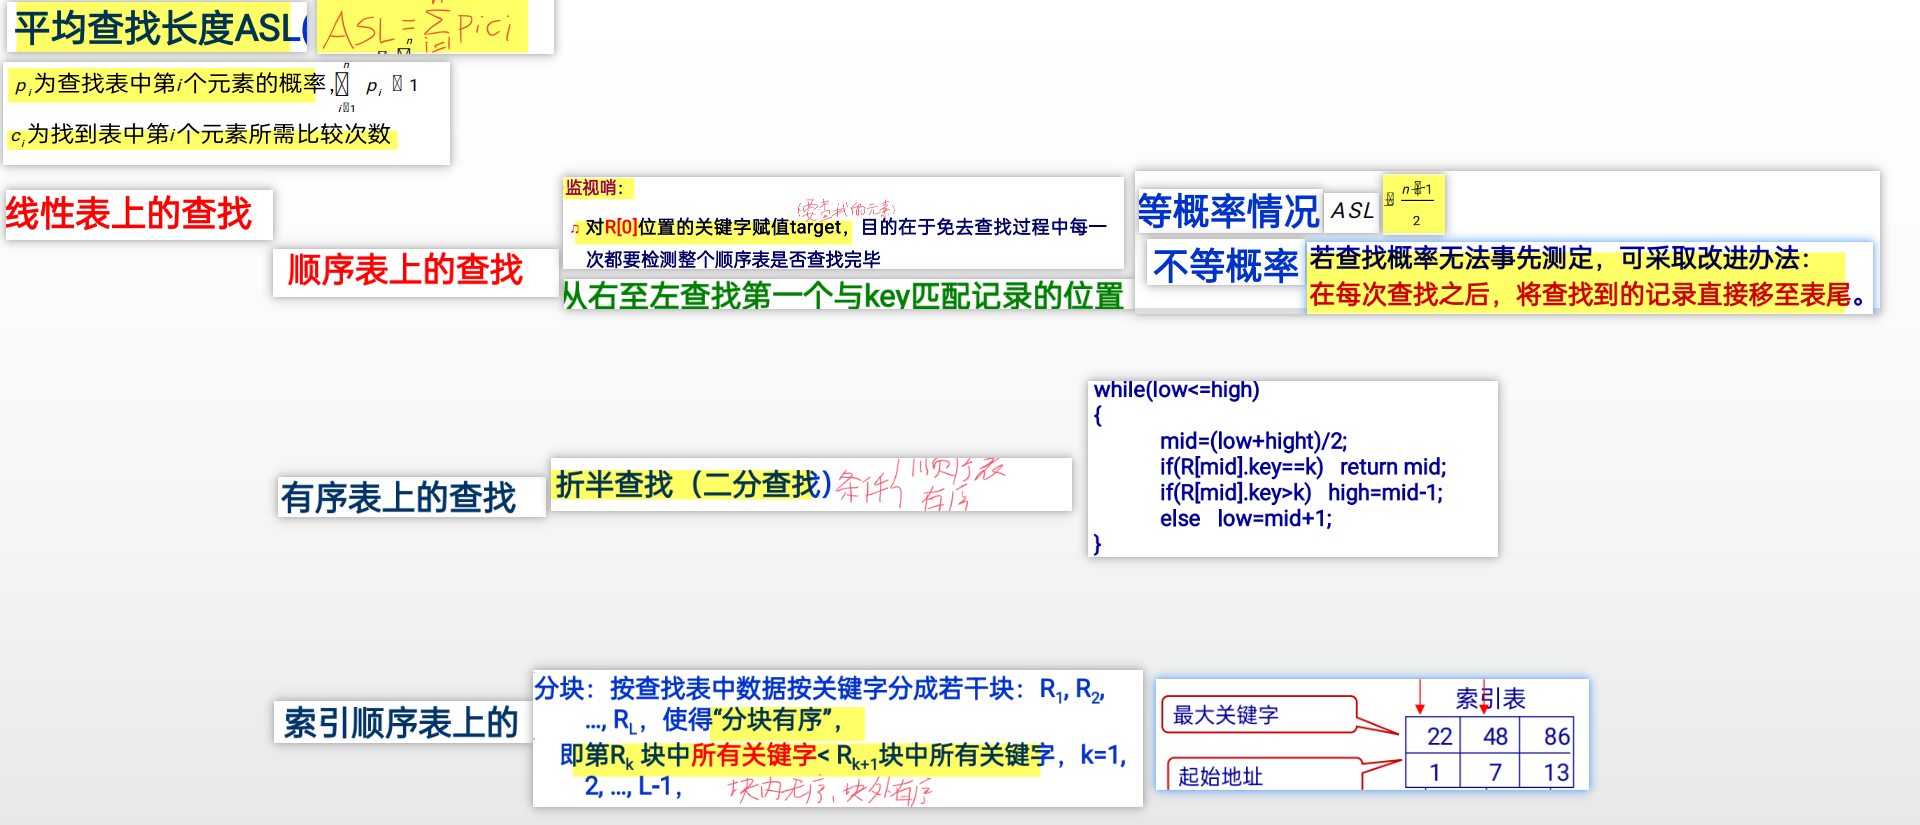 平均查找长度ASL(
ASL=∑pici
i=1
n
pi为查找表中第i个元素的概率, pi 1
n
i 1
ci为找到表中第i个元素所需比较次数
线性表上的查找
顺序表上的查找
监视哨：
(要查找的元素)
♫ 对R[0]位置的关键字赋值target，目的在于免去查找过程中每一
次都要检测整个顺序表是否查找完毕
从右至左查找第一个与key匹配记录的位置
等概率情况 ASL n+1
2
不等概率
若查找概率无法事先测定，可采取改进办法：
在每次查找之后，将查找到的记录直接移至表尾。
有序表上的查找
折半查找（二分查找）条件{顺序表
有序
while(low<=high)
{
mid=(low+hight)/2;
if(R[mid].key==k) return mid;
if(R[mid].key>k) high=mid-1;
else low=mid+1;
}
索引顺序表上的
分块：按查找表中数据按关键字分成若干块：R1, R2,
..., RL，使得“分块有序”，
即第Rk 块中所有关键字< Rk+1块中所有关键字，k=1,
2, ..., L-1，
块内无序、块外有序
索引表
最大关键字
22 48 86
起始地址
1 7 13